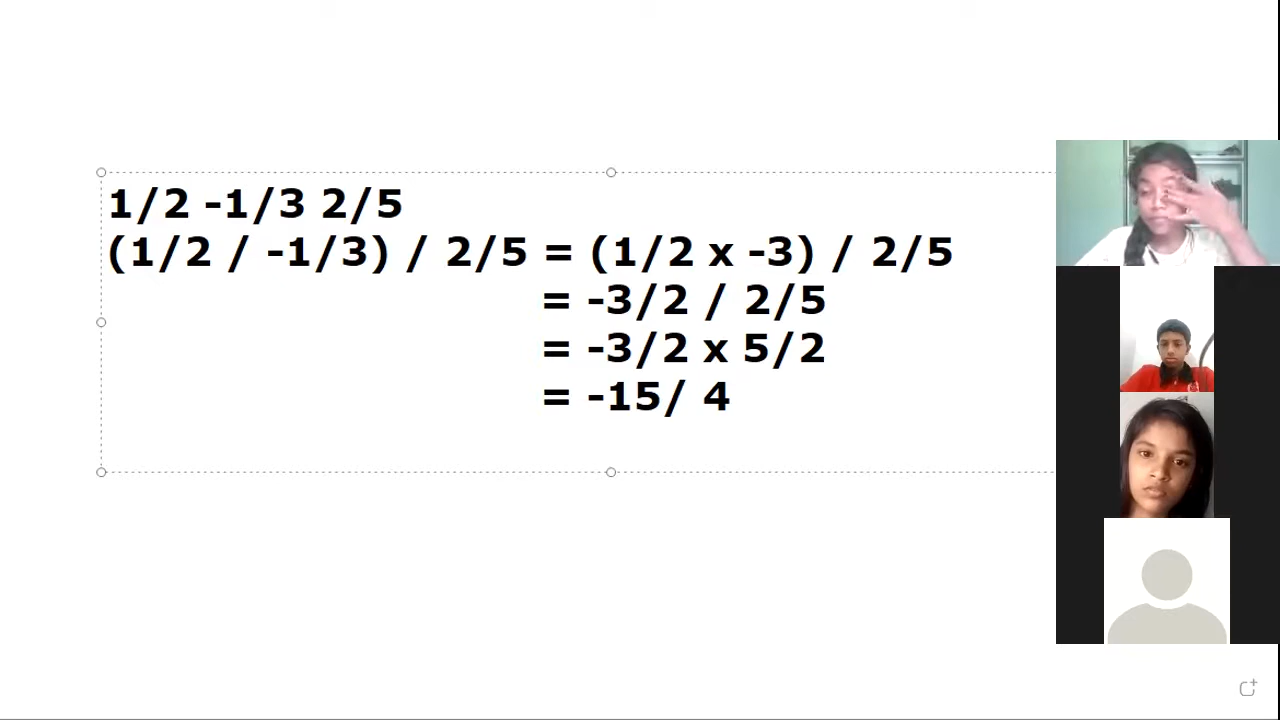 1/2 -1/3 2/5
(1/2 / -1/3) / 2/5 = (1/2 x -3) / 2/5
= -3/2 / 2/5
= -3/2 x 5/2
= -15/ 4